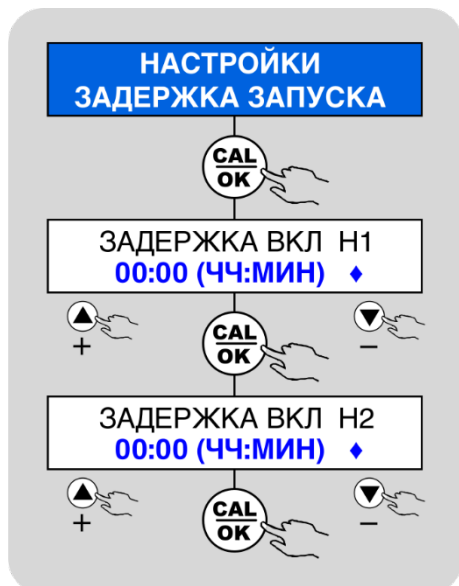 НАСТРОЙКИ
ЗАДЕРЖКА ЗАПУСКА
CAL
OK
ЗАДЕРЖКА ВКЛ Н1
00:00 (ЧЧ:МИН) ♦
+
CAL
OK
−
ЗАДЕРЖКА ВКЛ Н2
00:00 (ЧЧ:МИН) ♦
+
CAL
OK
−